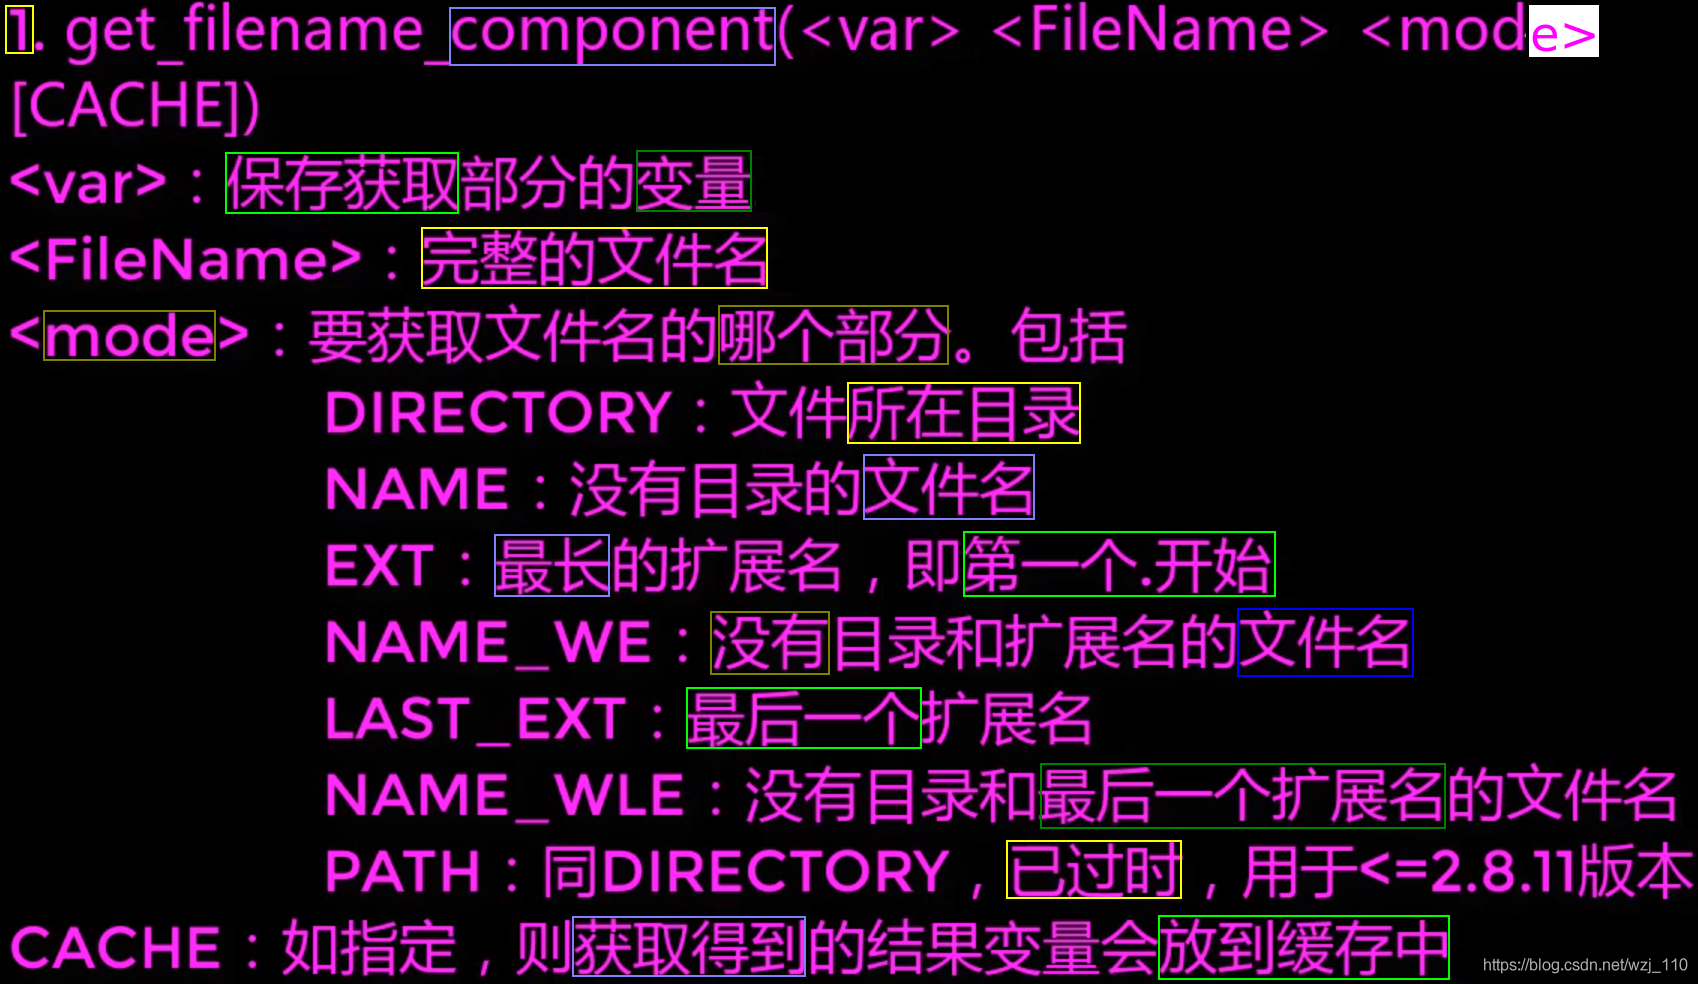 1. get_filename_component(<var> <FileName> <mode>
[CACHE])
<var>：保存获取部分的变量
<FileName>：完整的文件名
<mode>：要获取文件名的哪个部分。包括
DIRECTORY：文件所在目录
NAME：没有目录的文件名
EXT：最长的扩展名，即第一个.开始
NAME_WE：没有目录和扩展名的文件名
LAST_EXT：最后一个扩展名
NAME_WLE：没有目录和最后一个扩展名的文件名
PATH：同DIRECTORY，已过时，用于<=2.8.11版本
CACHE：如指定，则获取得到的结果变量会放到缓存中
https://blog.csdn.net/wzj_110